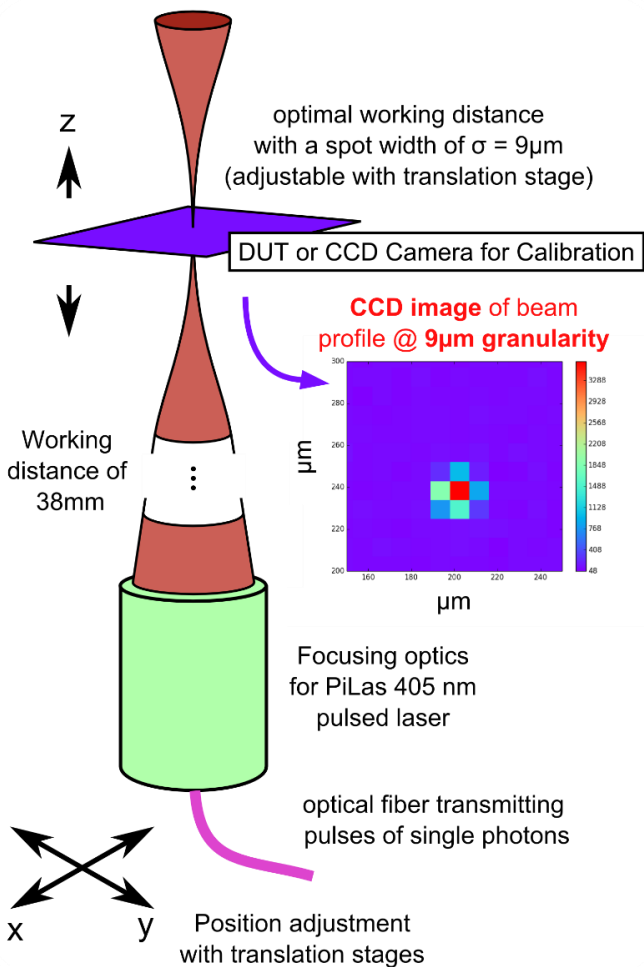 z
optimal working distance
with a spot width of σ = 9µm
(adjustable with translation stage)
DUT or CCD Camera for Calibration
CCD image of beam
profile @ 9µm granularity
300
280
260
240
220
200
160
180
200
220
240
µm
µm
3288
2928
2568
2208
1848
1488
1128
768
408
48
Working
distance of
38mm
Focusing optics
for PiLas 405 nm
pulsed laser
optical fiber transmitting
pulses of single photons
x
y
Position adjustment
with translation stages